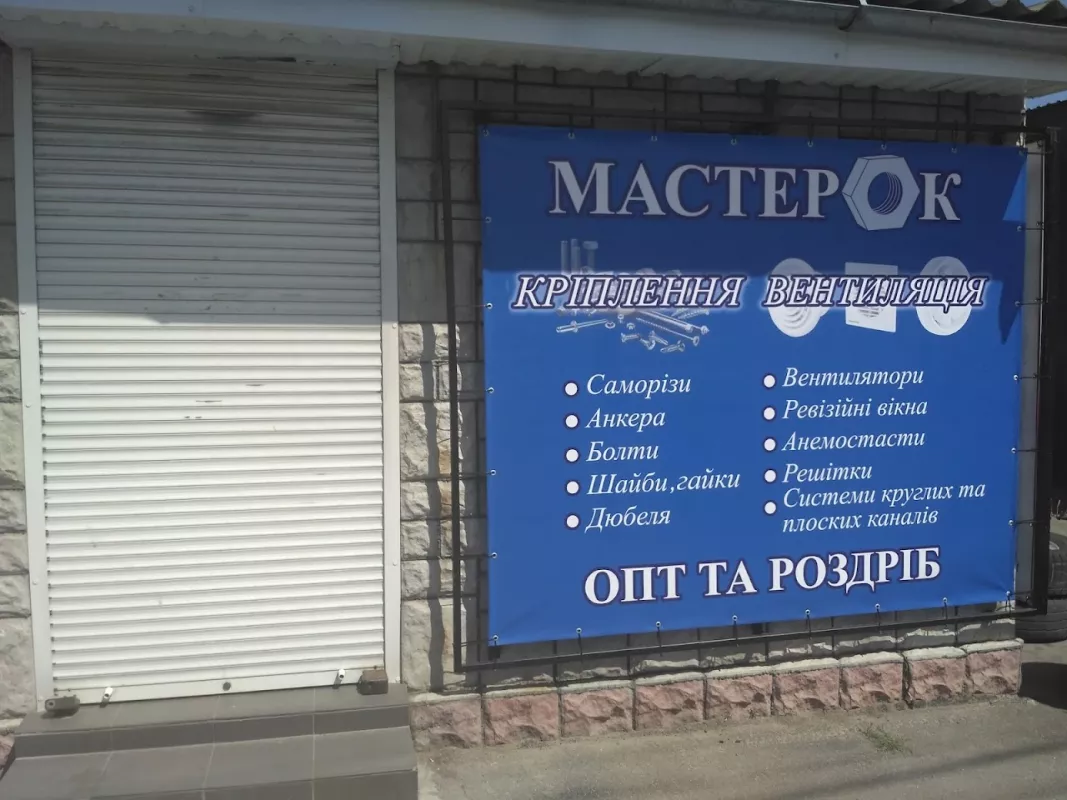 МАСТЕРОК
КРІПЛЕННЯ
Саморізи
Анкера
Болти
Шайби,гайки
Дюбеля
ВЕНТИЛЯЦІЯ
Вентилятори
Ревізійні вікна
Анемостасти
Решітки
Системи круглих та
плоских каналів
ОПТ ТА РОЗДРІБ